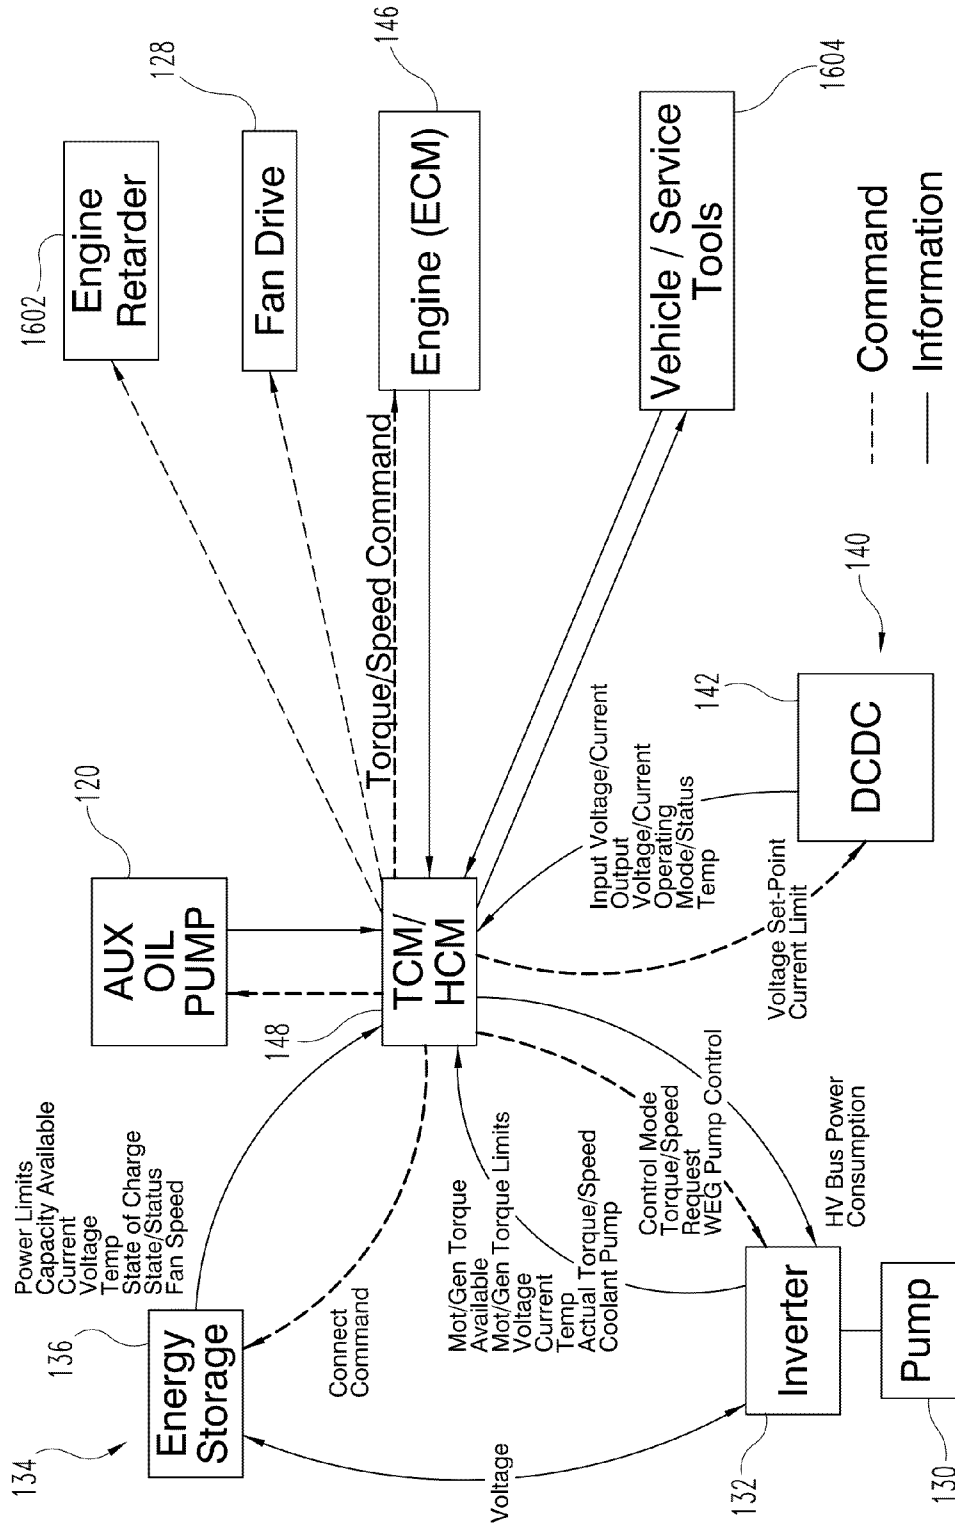 134
136
Energy
Storage
Power Limits
Capacity Available
Current
Voltage
Temp
State of Charge
State/Status
Fan Speed
120
AUX
OIL
PUMP
1602
Engine
Retarder
128
Fan Drive
146
Engine (ECM)
Torque/Speed Command
148
TCM/
HCM
Connect
Command
Voltage
Mot/Gen Torque
Available
Mot/Gen Torque Limits
Voltage
Current
Temp
Actual Torque/Speed
Coolant Pump
Control Mode
Torque/Speed
Request
WEG Pump Control
HV Bus Power
Consumption
132
Inverter
130
Pump
Input Voltage/Current
Output
Voltage/Current
Operating
Mode/Status
Temp
Voltage Set-Point
Current Limit
142
DCDC
140
1604
Vehicle / Service
Tools
Command
Information